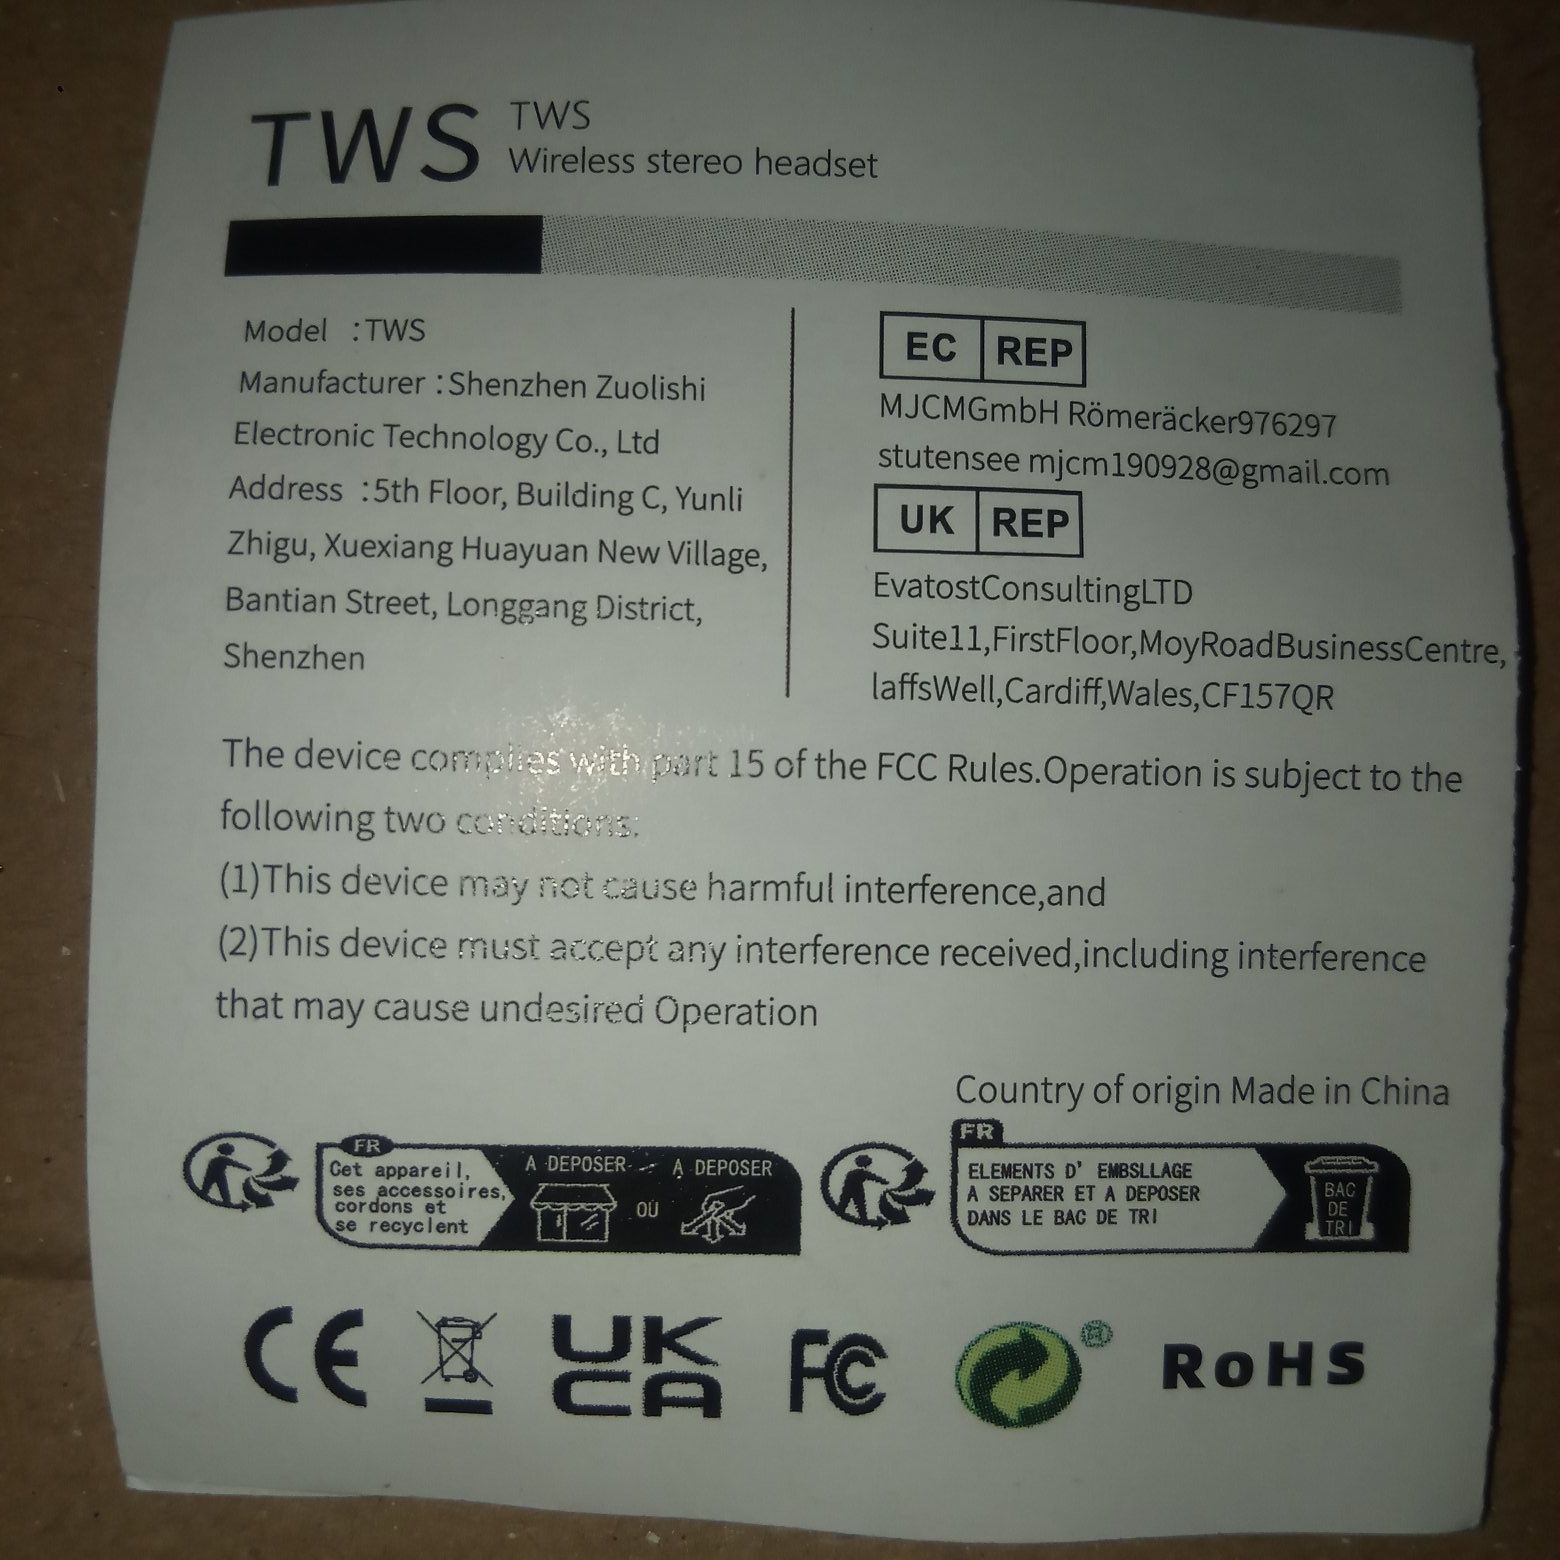 TWS
TWS
Wireless stereo headset
Model :TWS
Manufacturer :Shenzhen Zuolishi
Electronic Technology Co., Ltd
Address :5th Floor, Building C, Yunli
Zhigu, Xuexiang Huayuan New Village,
Bantian Street, Longgang District,
Shenzhen
EC REP
MJCMGmbH Römeräcker976297
stutensee mjcm190928@gmail.com
UK REP
EvatostConsultingLTD
Suite11,FirstFloor,MoyRoadBusinessCentre,
laffsWell,Cardiff,Wales,CF157QR
The device complies with part 15 of the FCC Rules.Operation is subject to the
following two conditions:
(1)This device may not cause harmful interference,and
(2)This device must accept any interference received,including interference
that may cause undesired Operation
Country of origin Made in China
FR
Cet appareil,
ses accessoires,
cordons et
se recyclent
A DEPOSER
OÙ
A DEPOSER
FR
ELEMENTS D' EMBSLLAGE
A SEPARER ET A DEPOSER
DANS LE BAC DE TRI
BAC
DE
TRI
CE
UK
CA
FC
®
RoHS